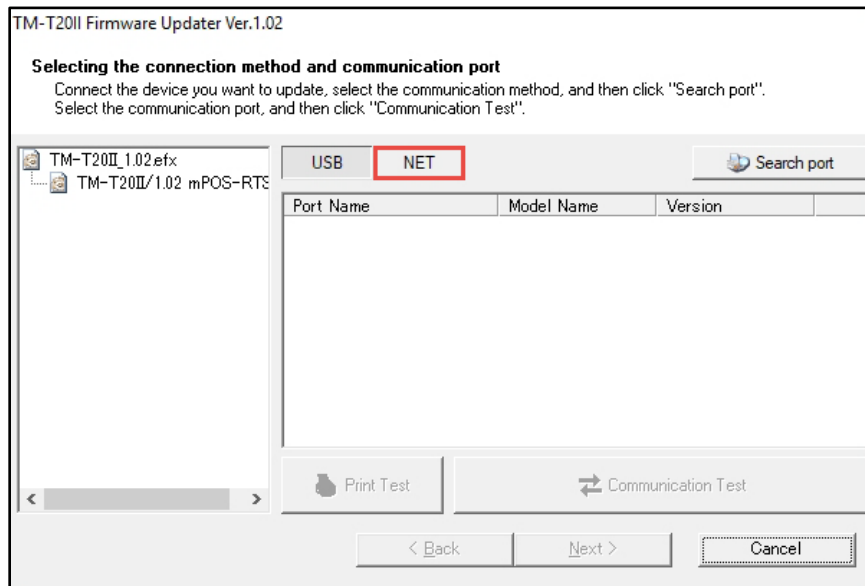 TM-T20II Firmware Updater Ver.1.02
Selecting the connection method and communication port
Connect the device you want to update, select the communication method, and then click "Search port".
Select the communication port, and then click "Communication Test".
TM-T20II_1.02.efx
TM-T20II/1.02 mPOS-RTS
USB
NET
Search port
Port Name
Model Name
Version
Print Test
Communication Test
< Back
Next >
Cancel